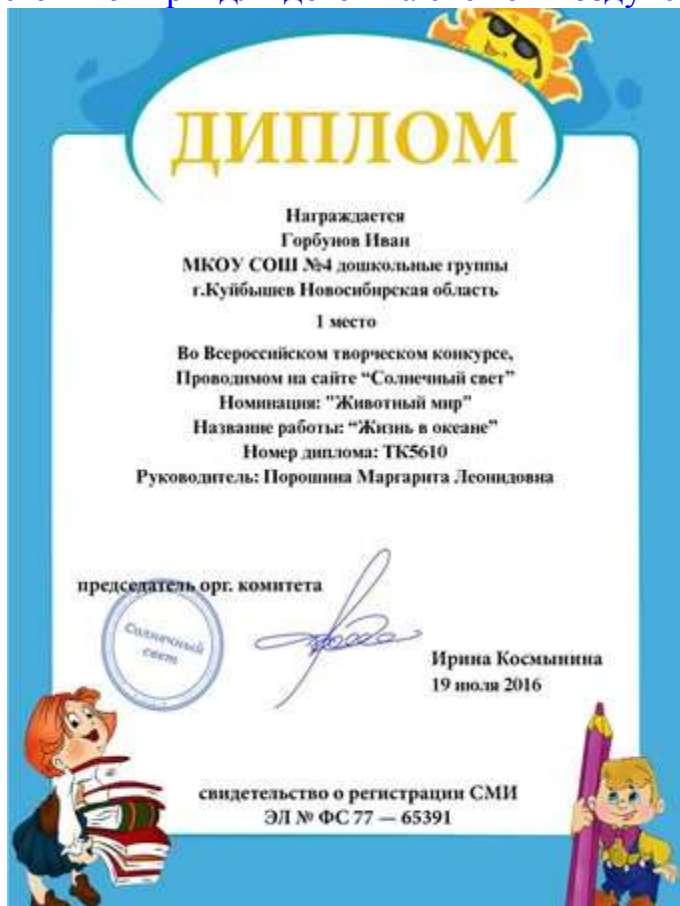 ДИПЛОМ
Награждается
Горбунов Иван
МКОУ СОШ №4 дошкольные группы
г.Куйбышев Новосибирская область
1 место
Во Всероссийском творческом конкурсе,
Проводимом на сайте “Солнечный свет”
Номинация: "Животный мир"
Название работы: “Жизнь в океане”
Номер диплома: ТК5610
Руководитель: Порошина Маргарита Леонидовна
председатель орг. комитета
Солнечный
свет
Ирина Космынина
19 июля 2016
свидетельство о регистрации СМИ
ЭЛ № ФС 77 — 65391